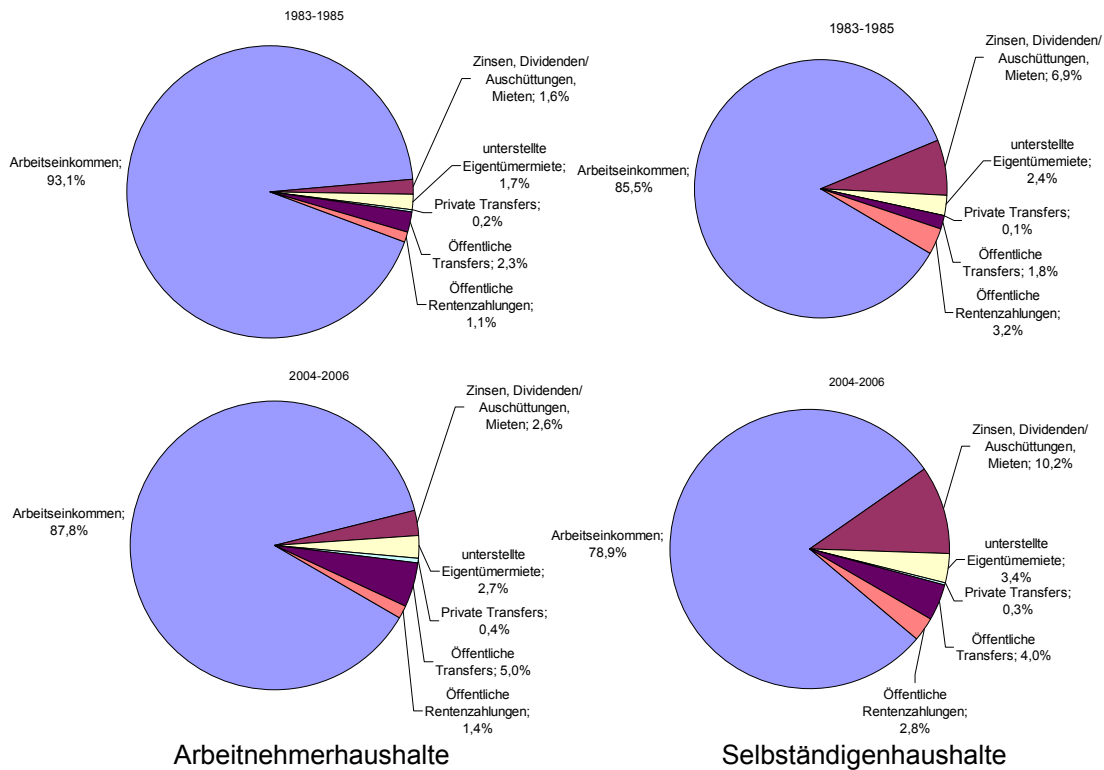 1983-1985
Zinsen, Dividenden/
Auschüttungen,
Mieten; 1,6%
Arbeitseinkommen;
93,1%
unterstellte
Eigentümermiete;
1,7%
Private Transfers;
0,2%
Öffentliche
Transfers; 2,3%
Öffentliche
Rentenzahlungen;
1,1%
1983-1985
Zinsen, Dividenden/
Auschüttungen,
Mieten; 6,9%
Arbeitseinkommen;
85,5%
unterstellte
Eigentümemiete;
2,4%
Private Transfers;
0,1%
Öffentliche
Transfers; 1,8%
Öffentliche
Rentenzahlungen;
3,2%
2004-2006
Zinsen, Dividenden/
Auschüttungen,
Mieten; 2,6%
Arbeitseinkommen;
87,8%
unterstellte
Eigentümermiete;
2,7%
Private Transfers;
0,4%
Öffentliche
Transfers; 5,0%
Öffentliche
Rentenzahlungen;
1,4%
Arbeitnehmerhaushalte
2004-2006
Zinsen, Dividenden/
Auschüttungen,
Mieten; 10,2%
Arbeitseinkommen;
78,9%
unterstellte
Eigentümermiete;
3,4%
Private Transfers;
0,3%
Öffentliche
Transfers; 4,0%
Öffentliche
Rentenzahlungen;
2,8%
Selbständigenhaushalte